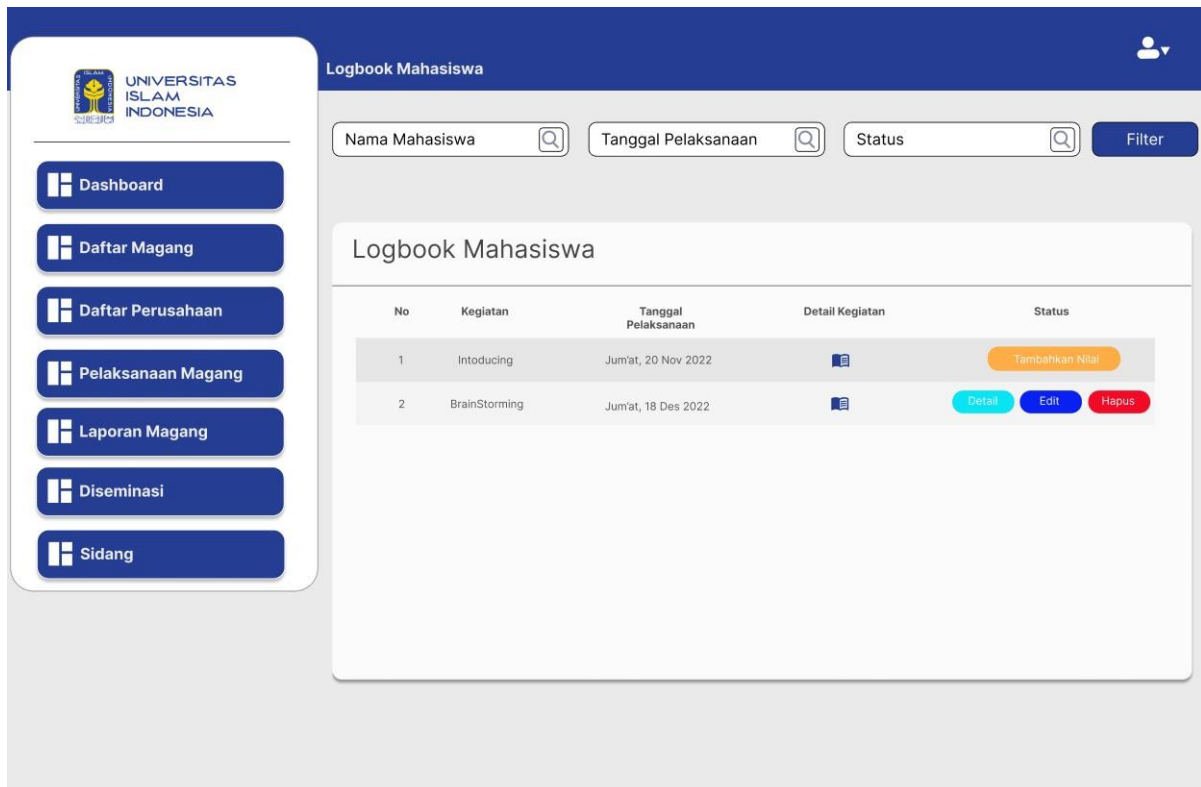 UNIVERSITAS
ISLAM
INDONESIA
Dashboard
Daftar Magang
Daftar Perusahaan
Pelaksanaan Magang
Laporan Magang
Diseminasi
Sidang
Logbook Mahasiswa
Nama Mahasiswa Tanggal Pelaksanaan Status Filter
Logbook Mahasiswa
No Kegiatan Tanggal Pelaksanaan Detail Kegiatan Status
1 Intoducing Jum'at, 20 Nov 2022 Tambahkan Nilai
2 BrainStorming Jum'at, 18 Des 2022 Detail Edit Hapus